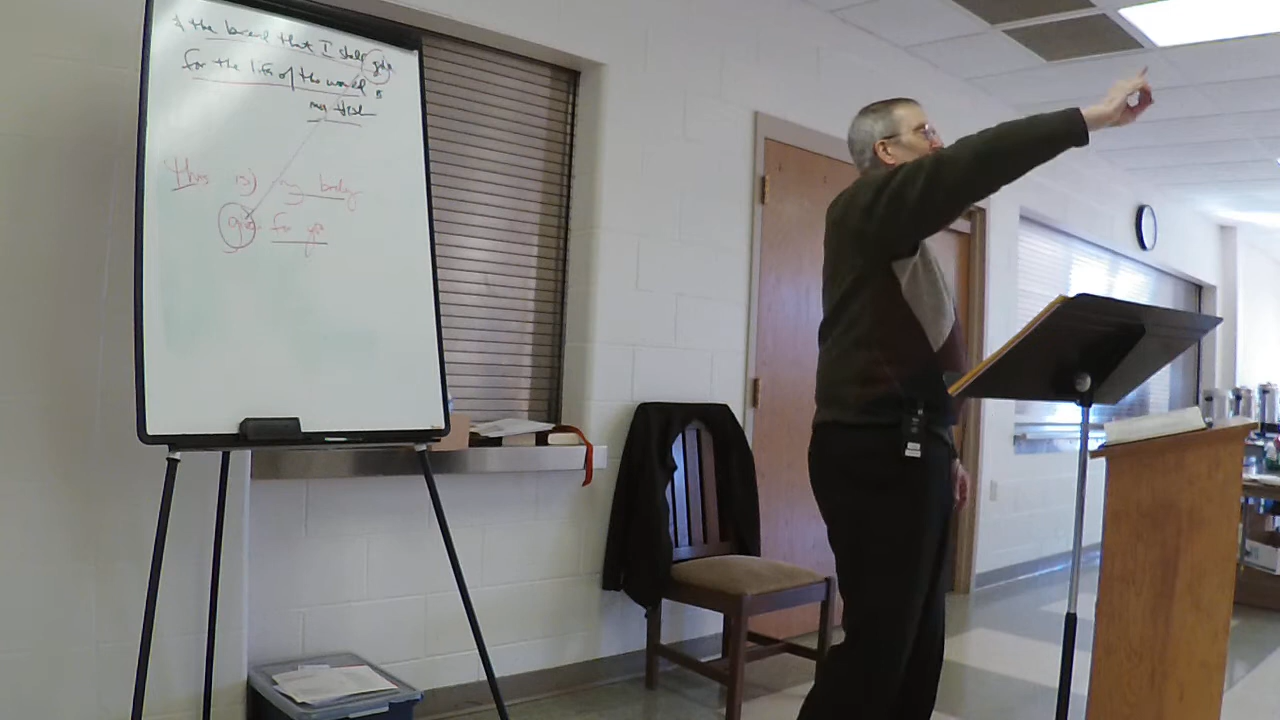 the bread that I shall give
for the life of the world is
my flesh
This is my body
given for you